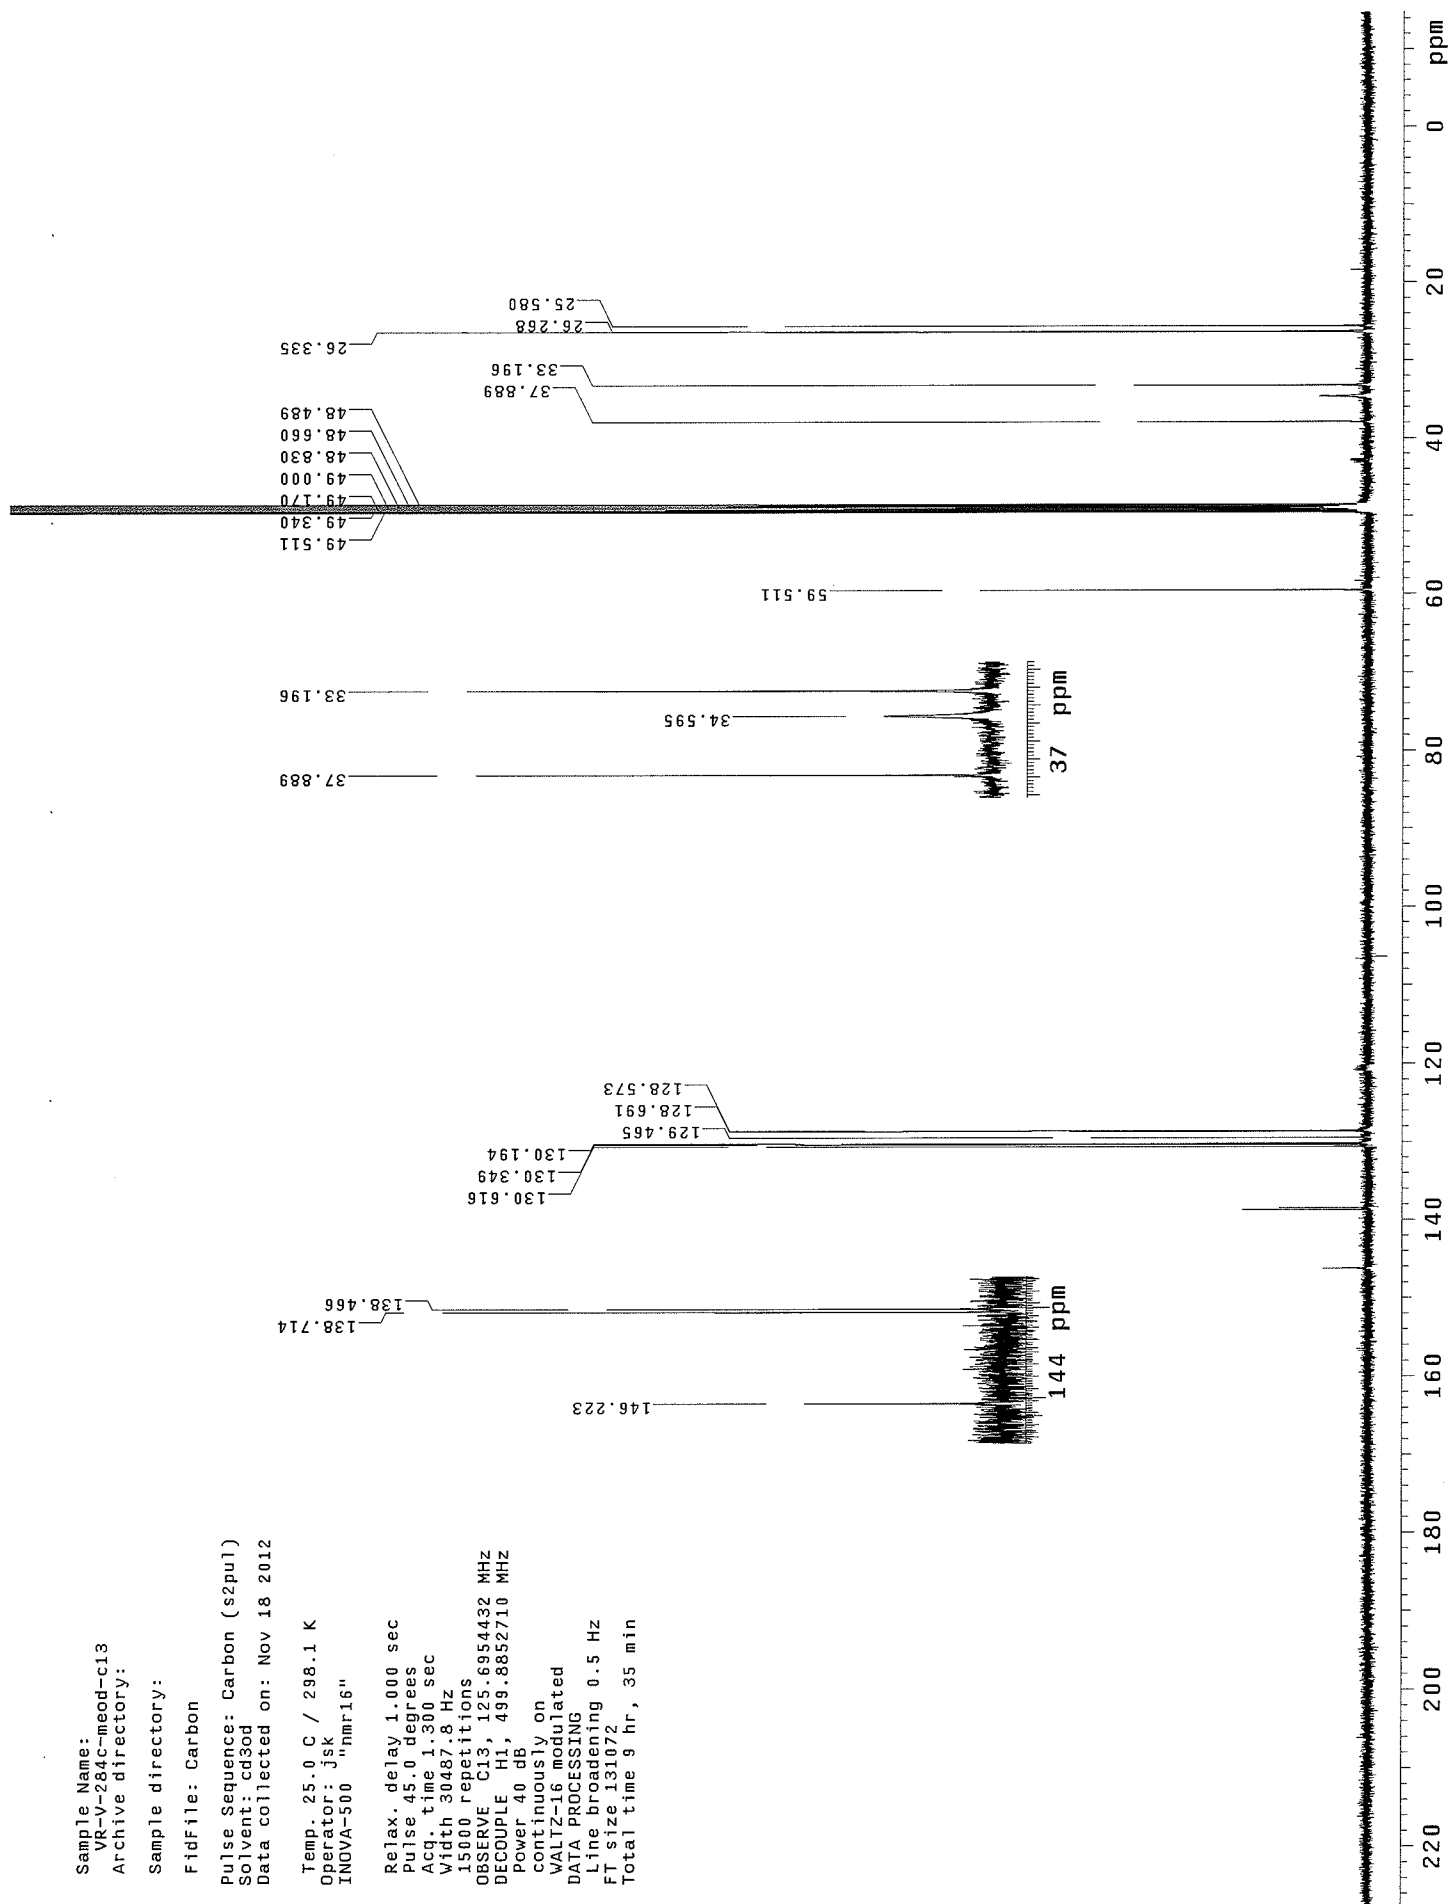 Sample Name:
VR-V-284c-meod-c13
Archive directory:
Sample directory:
FidFile: Carbon
Pulse Sequence: Carbon (s2pul)
Solvent: cd3od
Data collected on: Nov 18 2012
Temp. 25.0 C / 298.1 K
Operator: jsk
INOVA-500 "nmr16"
Relax. delay 1.000 sec
Pulse 45.0 degrees
Acq. time 1.300 sec
Width 30487.8 Hz
15000 repetitions
OBSERVE C13, 125.6954432 MHz
DECOUPLE H1, 499.8852710 MHz
Power 40 dB
continuously on
WALTZ-16 modulated
DATA PROCESSING
Line broadening 0.5 Hz
FT size 131072
Total time 9 hr, 35 min
146.223
138.714
138.466
144 ppm
130.616
130.349
130.194
129.465
128.691
128.573
37.889
34.595
33.196
37 ppm
59.511
49.511
49.340
49.170
49.000
48.830
48.660
48.489
37.889
33.196
26.335
26.268
25.580
220 200 180 160 140 120 100 80 60 40 20 0 ppm